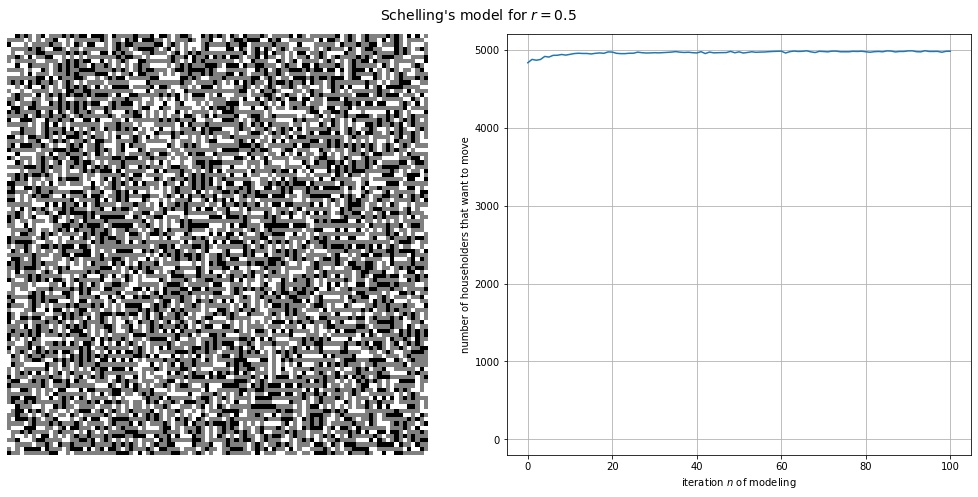 Schelling's model for r = 0.5
number of householders that want to move
5000
4000
3000
2000
1000
0
0 20 40 60 80 100
iteration n of modeling